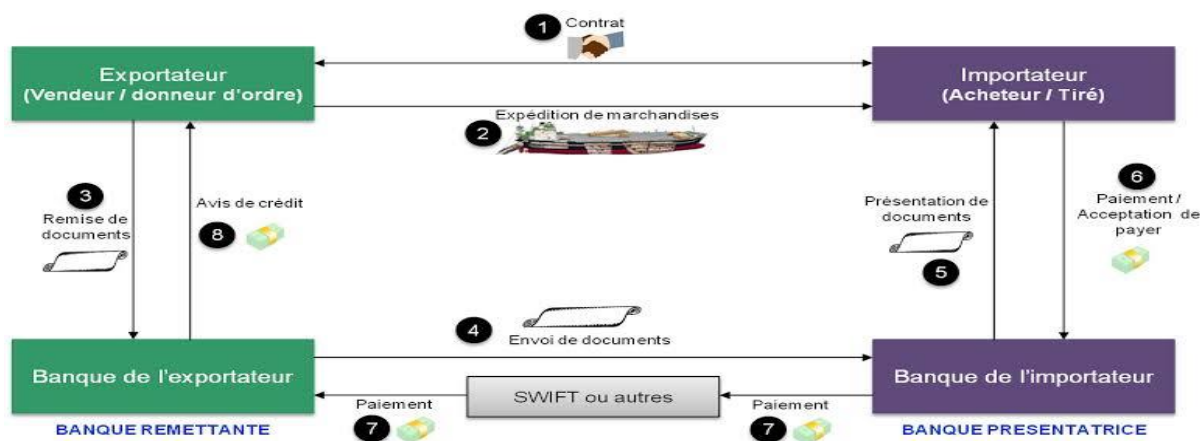 1
Contrat
Exportateur
(Vendeur / donneur d'ordre)
Importateur
(Acheteur / Tiré)
Expédition de marchandises
2
3
Remise de
documents
Avis de crédit
8
Présentation de
documents
5
6
Paiement /
Acceptation de
payer
4
Envoi de documents
Banque de l'exportateur
SWIFT ou autres
Banque de l'importateur
Paiement
7
Paiement
7
BANQUE REMETTANTE
BANQUE PRESENTATRICE